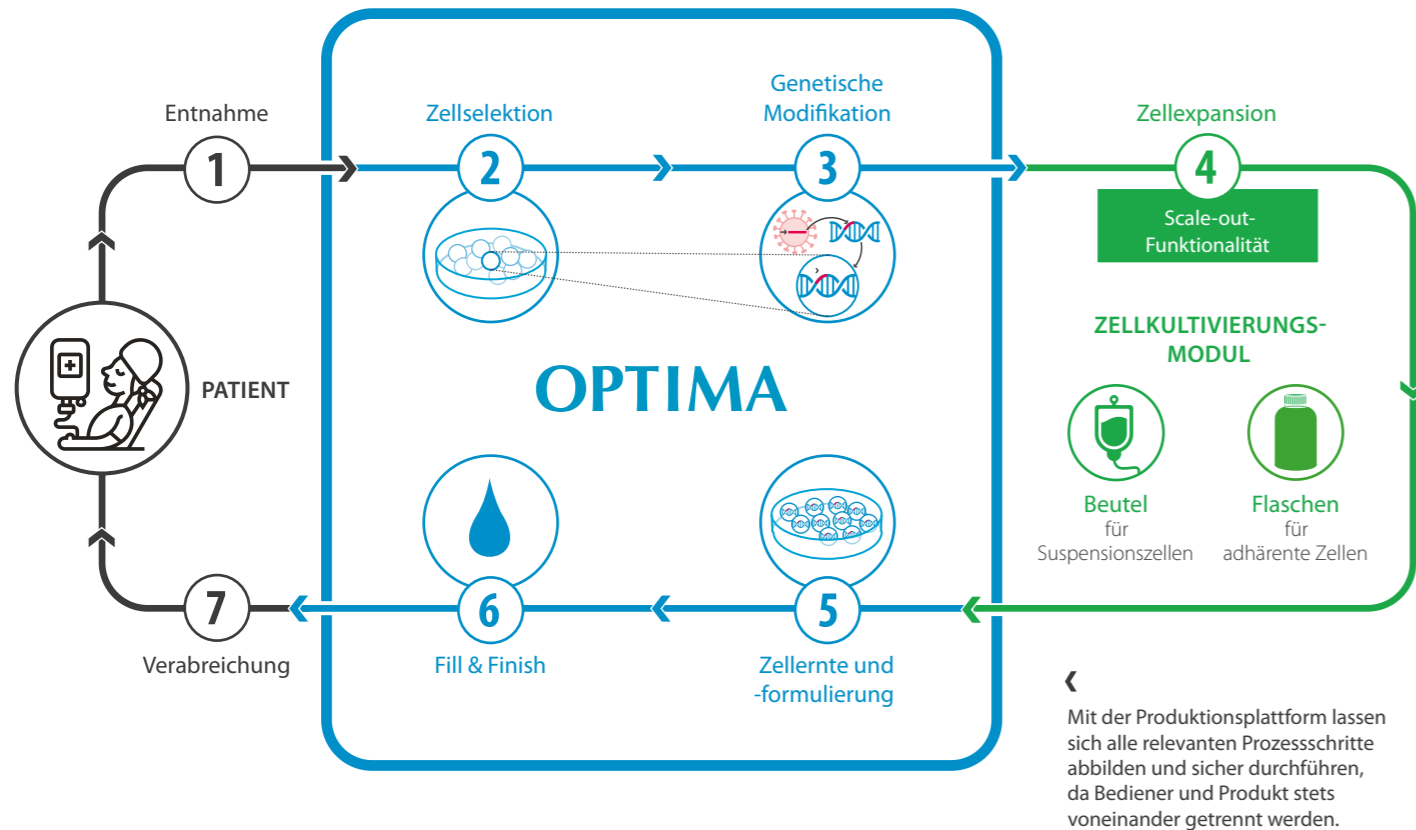 Entnahme
1
Zellselektion
2
Genetische
Modifikation
3
Zellexpansion
4
Scale-out-
Funktionalität
ZELLKULTIVIERUNGS-
MODUL
Beutel
für
Suspensionszellen
Flaschen
für
adhärente Zellen
PATIENT
OPTIMA
7
Verabreichung
6
Fill & Finish
5
Zellernte und
-formulierung
Mit der Produktionsplattform lassen
sich alle relevanten Prozessschritte
abbilden und sicher durchführen,
da Bediener und Produkt stets
voneinander getrennt werden.